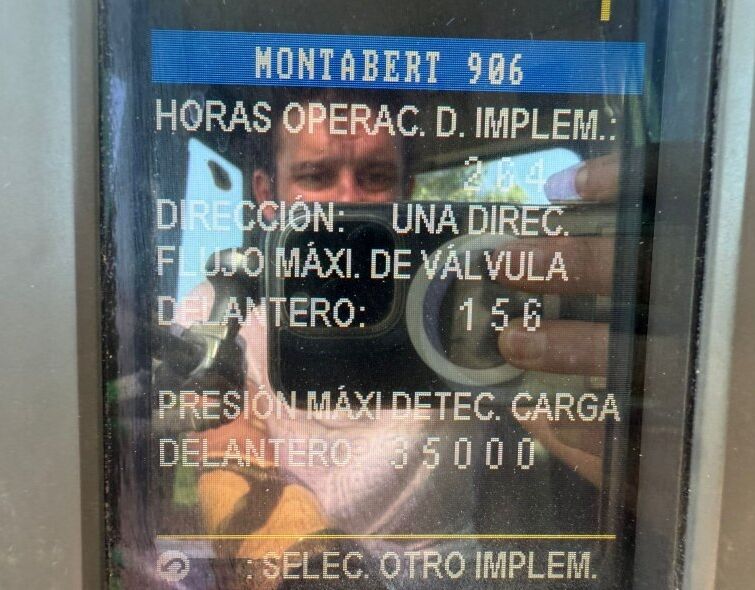 MONTABERT 906
HORAS OPERAC. D. IMPLEM.:
264
DIRECCIÓN: UNA DIREC.
FLUJO MÁXI. DE VÁLVULA
DELANTERO: 156
PRESIÓN MÁXI DETEC. CARGA
DELANTERO: 35000
: SELEC. OTRO IMPLEM.